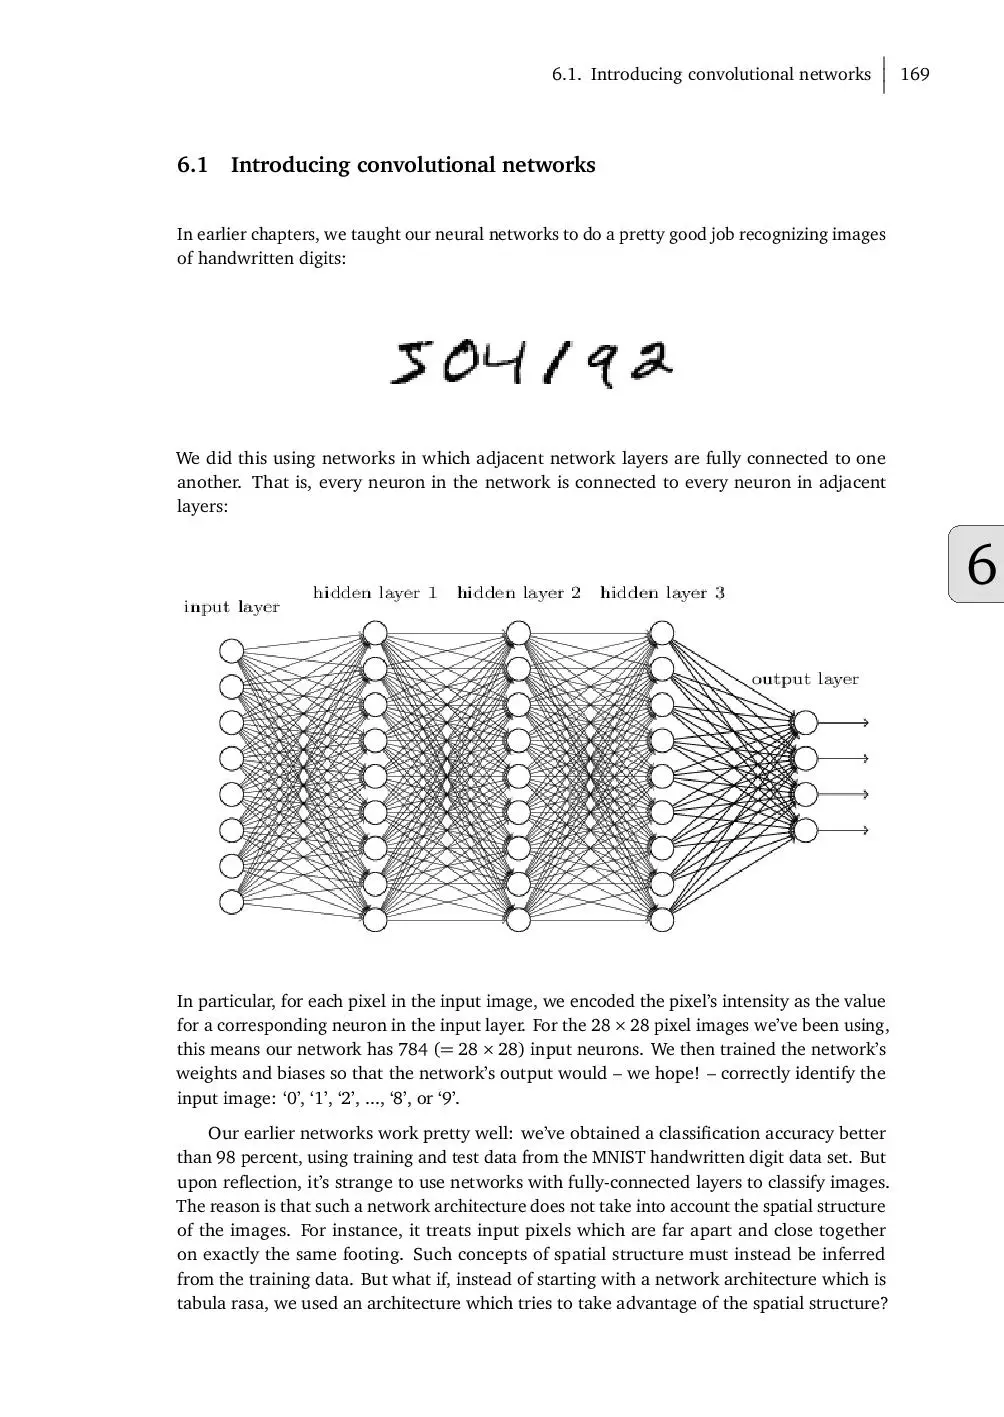 6.1. Introducing convolutional networks 169
6.1 Introducing convolutional networks
In earlier chapters, we taught our neural networks to do a pretty good job recognizing images
of handwritten digits:
504192
We did this using networks in which adjacent network layers are fully connected to one
another. That is, every neuron in the network is connected to every neuron in adjacent
layers:
6
hidden layer 1 hidden layer 2 hidden layer 3
input layer
output layer
In particular, for each pixel in the input image, we encoded the pixel’s intensity as the value
for a corresponding neuron in the input layer. For the 28 × 28 pixel images we’ve been using,
this means our network has 784 (= 28 × 28) input neurons. We then trained the network’s
weights and biases so that the network’s output would – we hope! – correctly identify the
input image: ‘0’, ‘1’, ‘2’, ..., ‘8’, or ‘9’.
Our earlier networks work pretty well: we’ve obtained a classification accuracy better
than 98 percent, using training and test data from the MNIST handwritten digit data set. But
upon reflection, it’s strange to use networks with fully-connected layers to classify images.
The reason is that such a network architecture does not take into account the spatial structure
of the images. For instance, it treats input pixels which are far apart and close together
on exactly the same footing. Such concepts of spatial structure must instead be inferred
from the training data. But what if, instead of starting with a network architecture which is
tabula rasa, we used an architecture which tries to take advantage of the spatial structure?